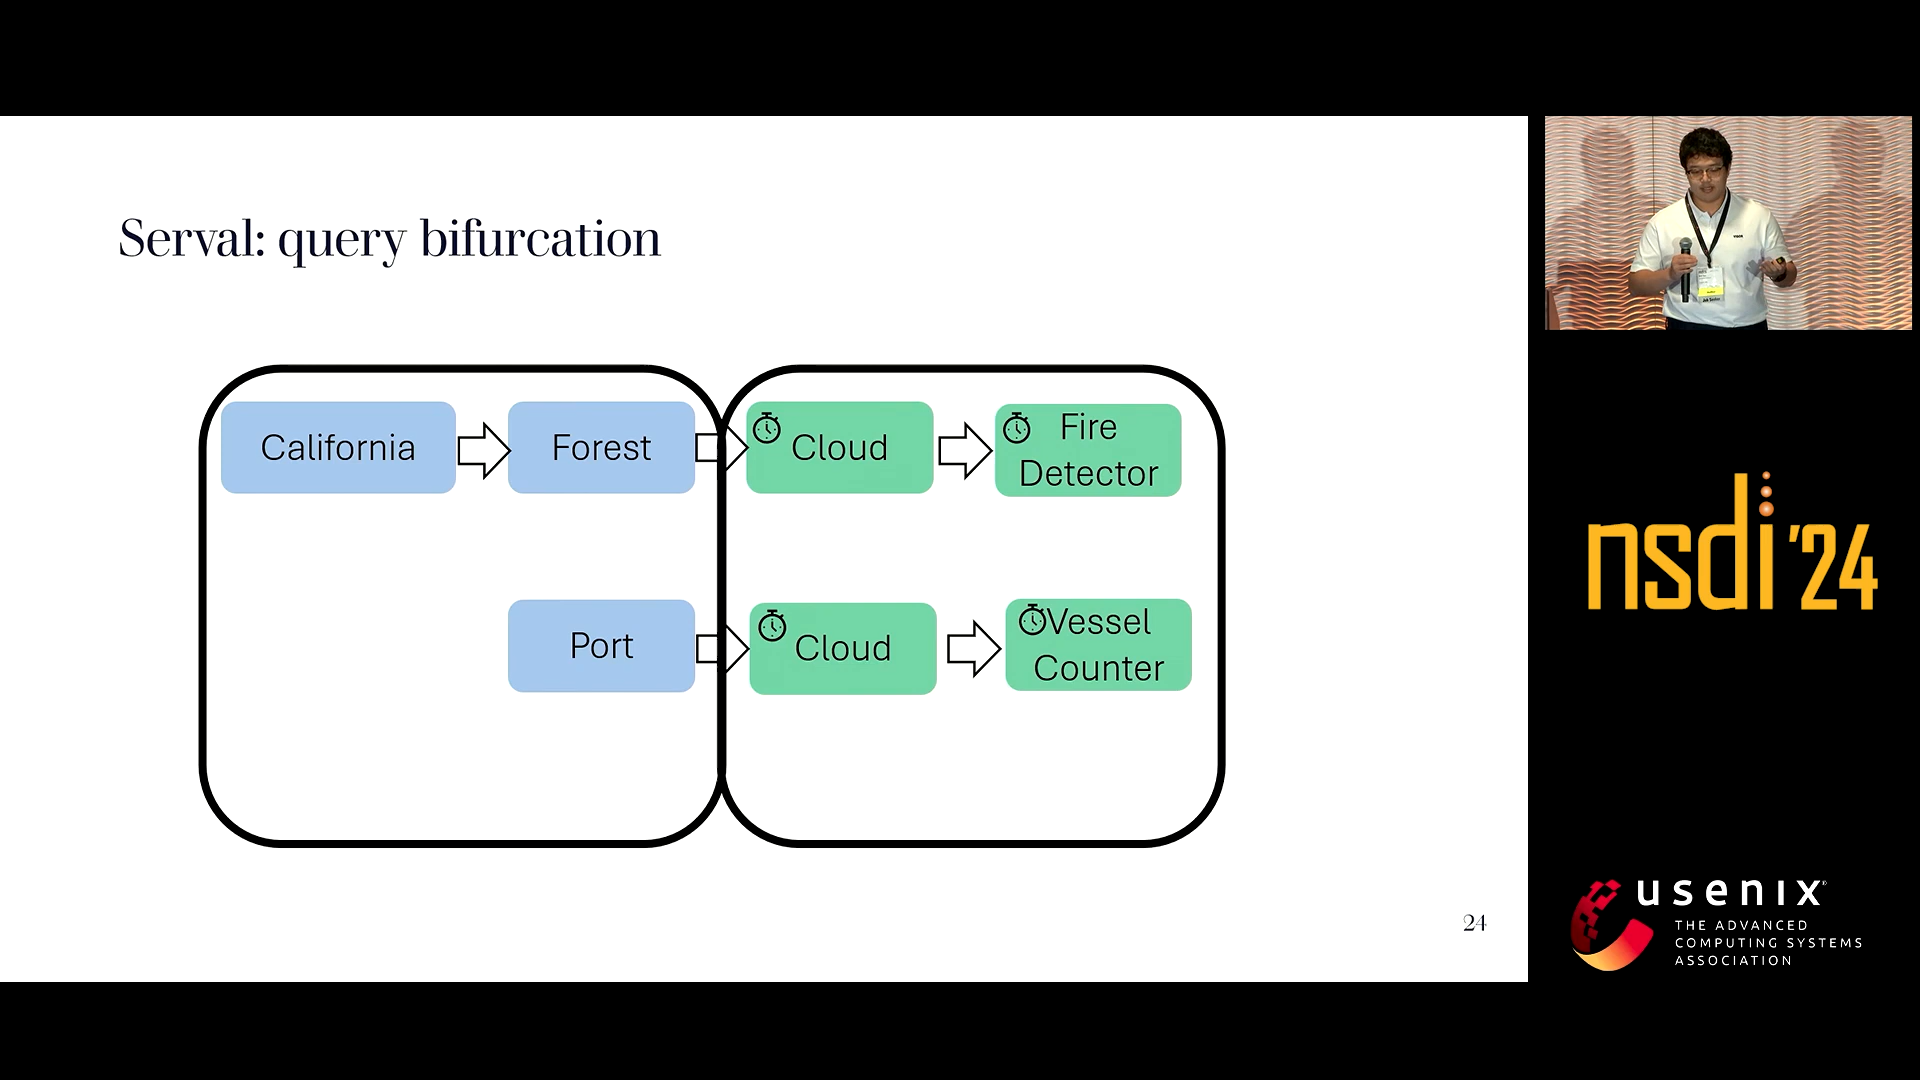 Serval: query bifurcation
California
Forest
Cloud
Fire
Detector
Port
Cloud
Vessel
Counter
24
nsdi '24
usenix
THE ADVANCED
COMPUTING SYSTEMS
ASSOCIATION